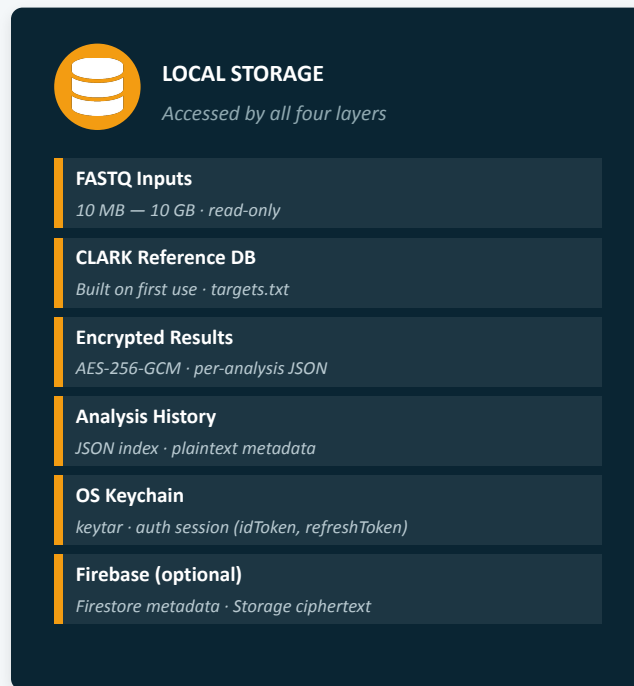 LOCAL STORAGE
Accessed by all four layers
FASTQ Inputs
10 MB — 10 GB · read-only
CLARK Reference DB
Built on first use · targets.txt
Encrypted Results
AES-256-GCM · per-analysis JSON
Analysis History
JSON index · plaintext metadata
OS Keychain
keytar · auth session (idToken, refreshToken)
Firebase (optional)
Firestore metadata · Storage ciphertext